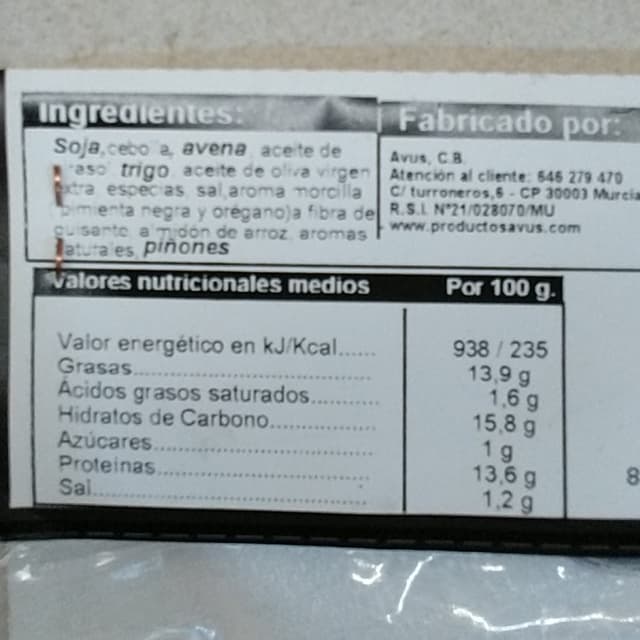 Ingredientes:
Soja, cebolla, avena, aceite de
trigo, aceite de oliva virgen
extra, especias, sal, aroma morcilla
pimienta negra y orégano)a fibra de
guisante, almidón de arroz, aromas
naturales, piñones
Fabricado por:
Avus, C.B.
Atención al cliente: 646 279 470
C/ turroneros,6 - CP 30003 Murcia
R.S.I. Nº21/028070/MU
www.productosavus.com
Valores nutricionales medios Por 100 g.
Valor energético en kJ/Kcal...... 938 / 235
Grasas 13,9 g
Ácidos grasos saturados 1,6 g
Hidratos de Carbono 15,8 g
Azúcares 1 g
Proteinas 13,6 g
Sal 1,2 g
8